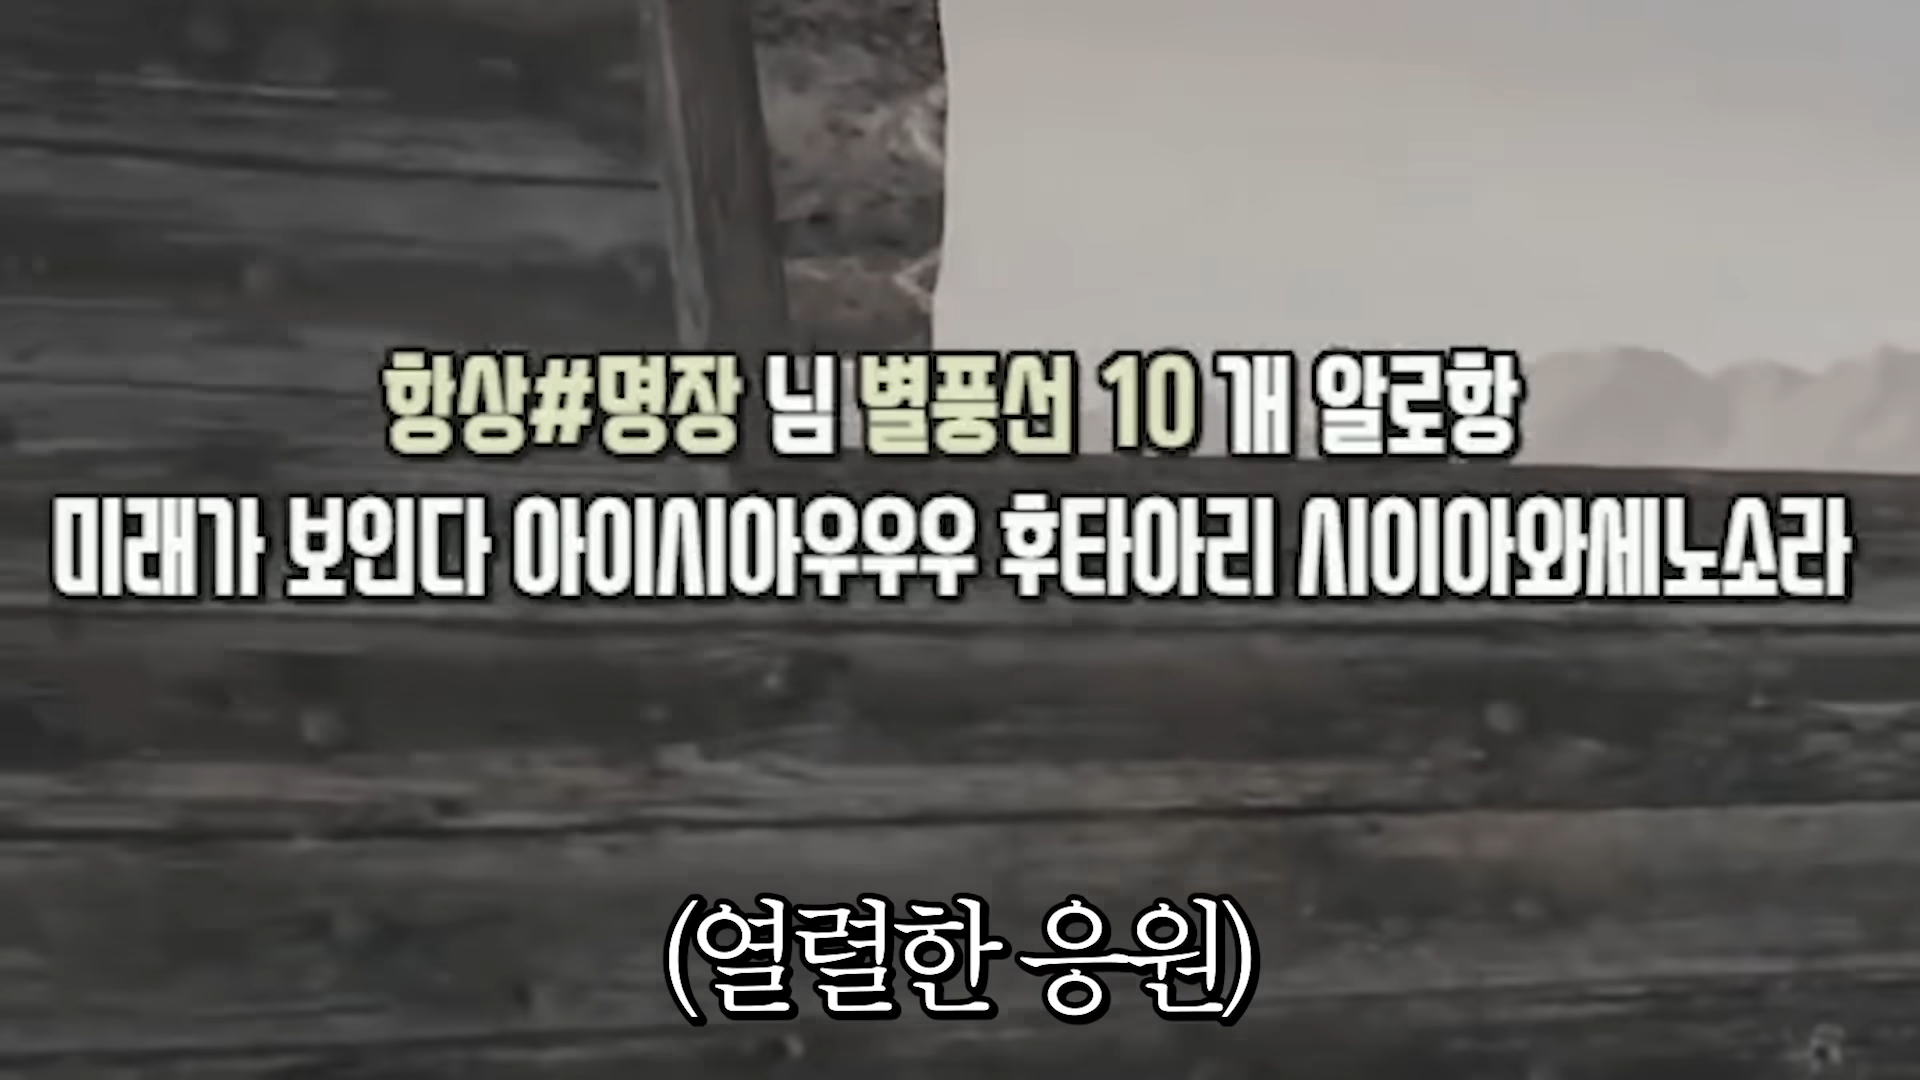 항상#명장 님 별풍선 10 개 알로항
미래가 보인다 아이시아우우우 후타아리 시이아와세노소라
(열렬한 응원)